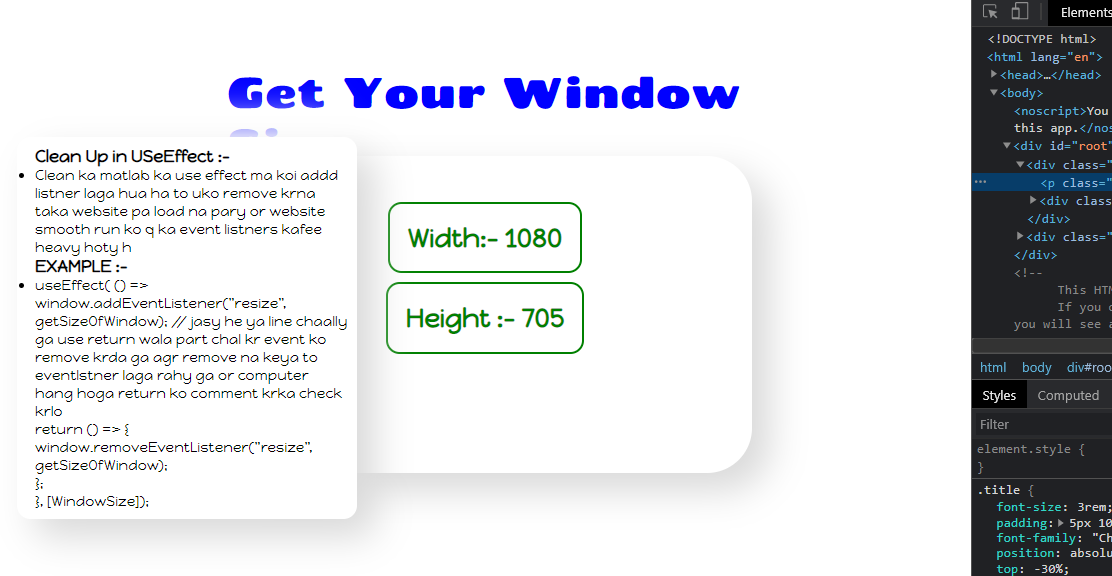 Get Your Window
Clean Up in USeEffect :-
Clean ka matlab ka use effect ma koi addd
listner laga hua ha to uko remove krna
taka website pa load na pary or website
smooth run ko q ka event listners kafee
heavy hoty h
EXAMPLE :-
useEffect( () =>
window.addEventListener("resize",
getSizeOfWindow); // jasy he ya line chaally
ga use return wala part chal kr event ko
remove krda ga agr remove na keya to
eventlstner laga rahy ga or computer
hang hoga return ko comment krka check
krlo
return () => {
window.removeEventListener("resize",
getSizeOfWindow);
};
}, [WindowSize]);
Width:- 1080
Height :- 705
Elements
<!DOCTYPE html>
<html lang="en">
<head>…</head>
<body>
<noscript>You
this app.</nos
<div id="root"
<div class="
<p class="
<div class
</div>
<div class="
</div>
<!--
This HTM
If you
you will see
html body div#roo
Styles Computed
Filter
element.style {
}
.title {
font-size: 3rem;
padding: 5px 10
font-family: "Ch
position: absolu
top: -30%;